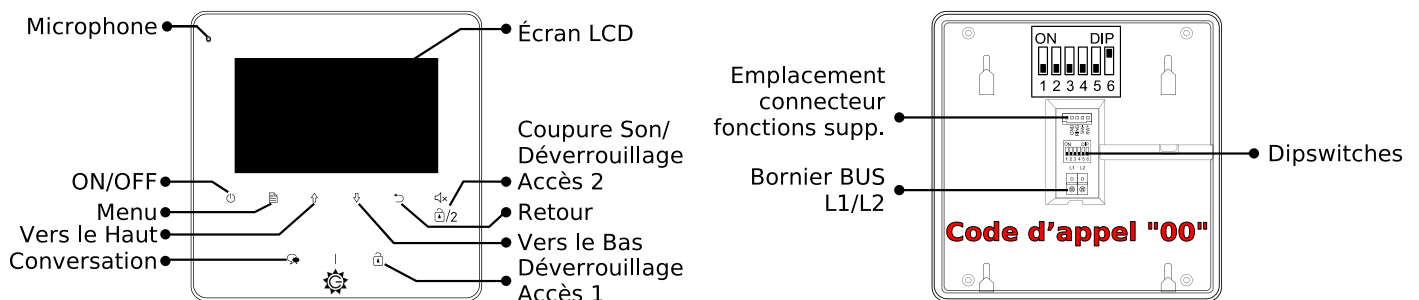 Microphone
Écran LCD
Coupure Son/
Déverrouillage
Accès 2
ON/OFF
Menu
Vers le Haut
Conversation
/2
Retour
Vers le Bas
Déverrouillage
Accès 1
ON DIP
1 2 3 4 5 6
Emplacement
connecteur
fonctions supp.
ON DIP
1 2 3 4 5 6
L1 L2
Dipswitches
Bornier BUS
L1/L2
Code d'appel "00"